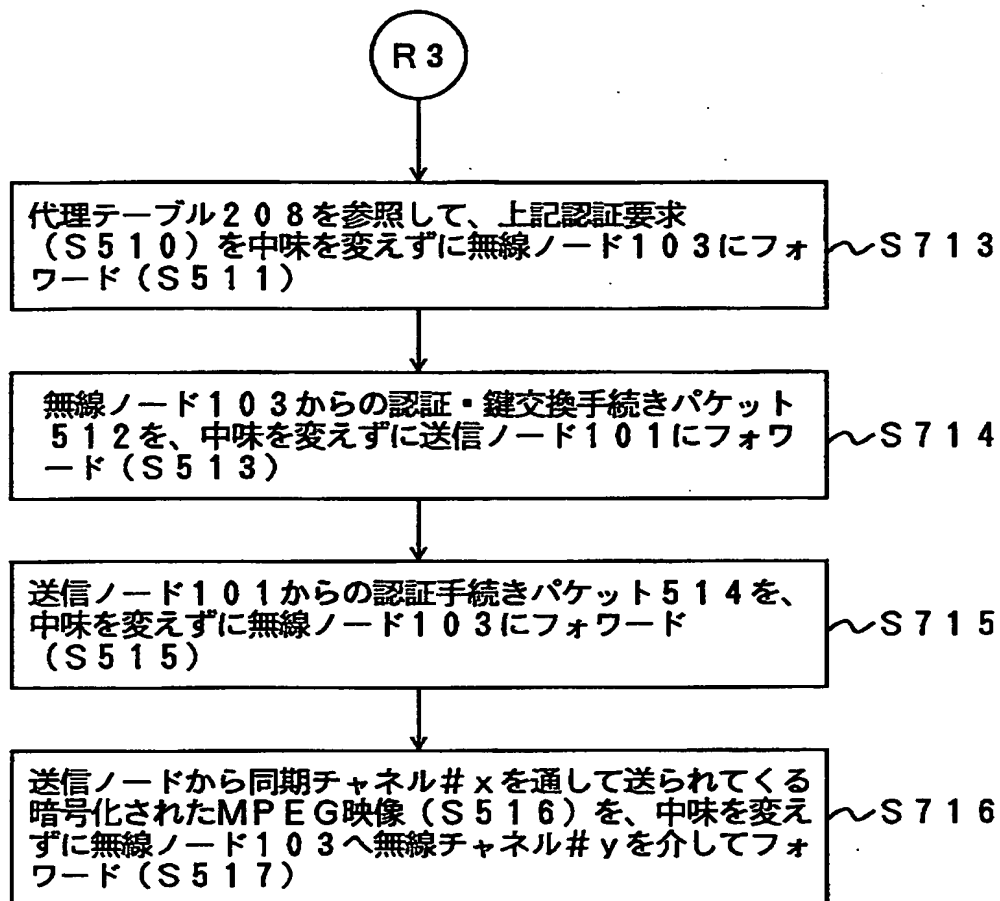 R3
代理テーブル208を参照して、上記認証要求
(S510)を中味を変えずに無線ノード103にフォ
ワード(S511)
S713
無線ノード103からの認証・鍵交換手続きパケット
512を、中味を変えずに送信ノード101にフォワ
ード(S513)
S714
送信ノード101からの認証手続きパケット514を、
中味を変えずに無線ノード103にフォワード
(S515)
S715
送信ノードから同期チャネル#xを通して送られてくる
暗号化されたMPEG映像(S516)を、中味を変え
ずに無線ノード103へ無線チャネル#yを介してフォ
ワード(S517)
S716